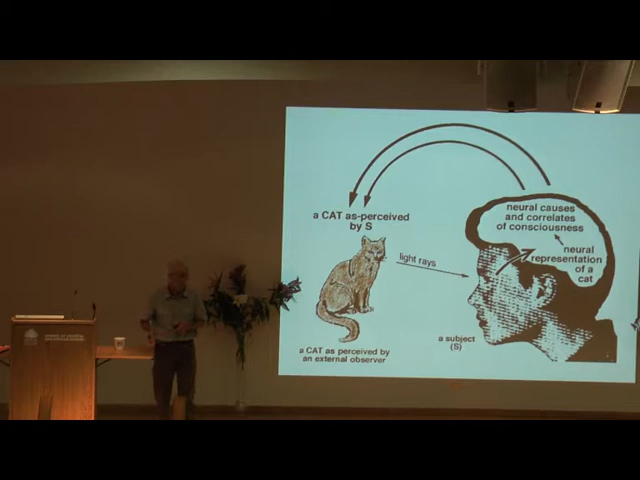 neural causes
and correlates
of consciousness
a CAT as-perceived
by S
neural
representation
of a
cat
light rays
a subject
(S)
a CAT as perceived by
an external observer